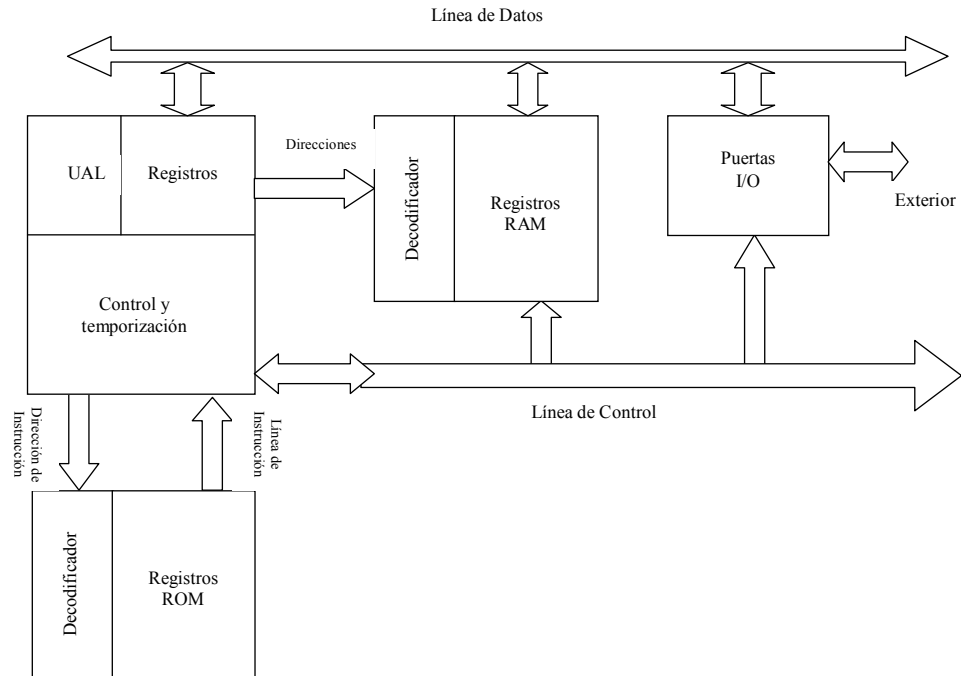 Línea de Datos
UAL
Registros
Direcciones
Decodificador
Registros
RAM
Puertas
I/O
Exterior
Control y
temporización
Línea de Control
Dirección de
Instrucción
Línea de
Instrucción
Decodificador
Registros
ROM